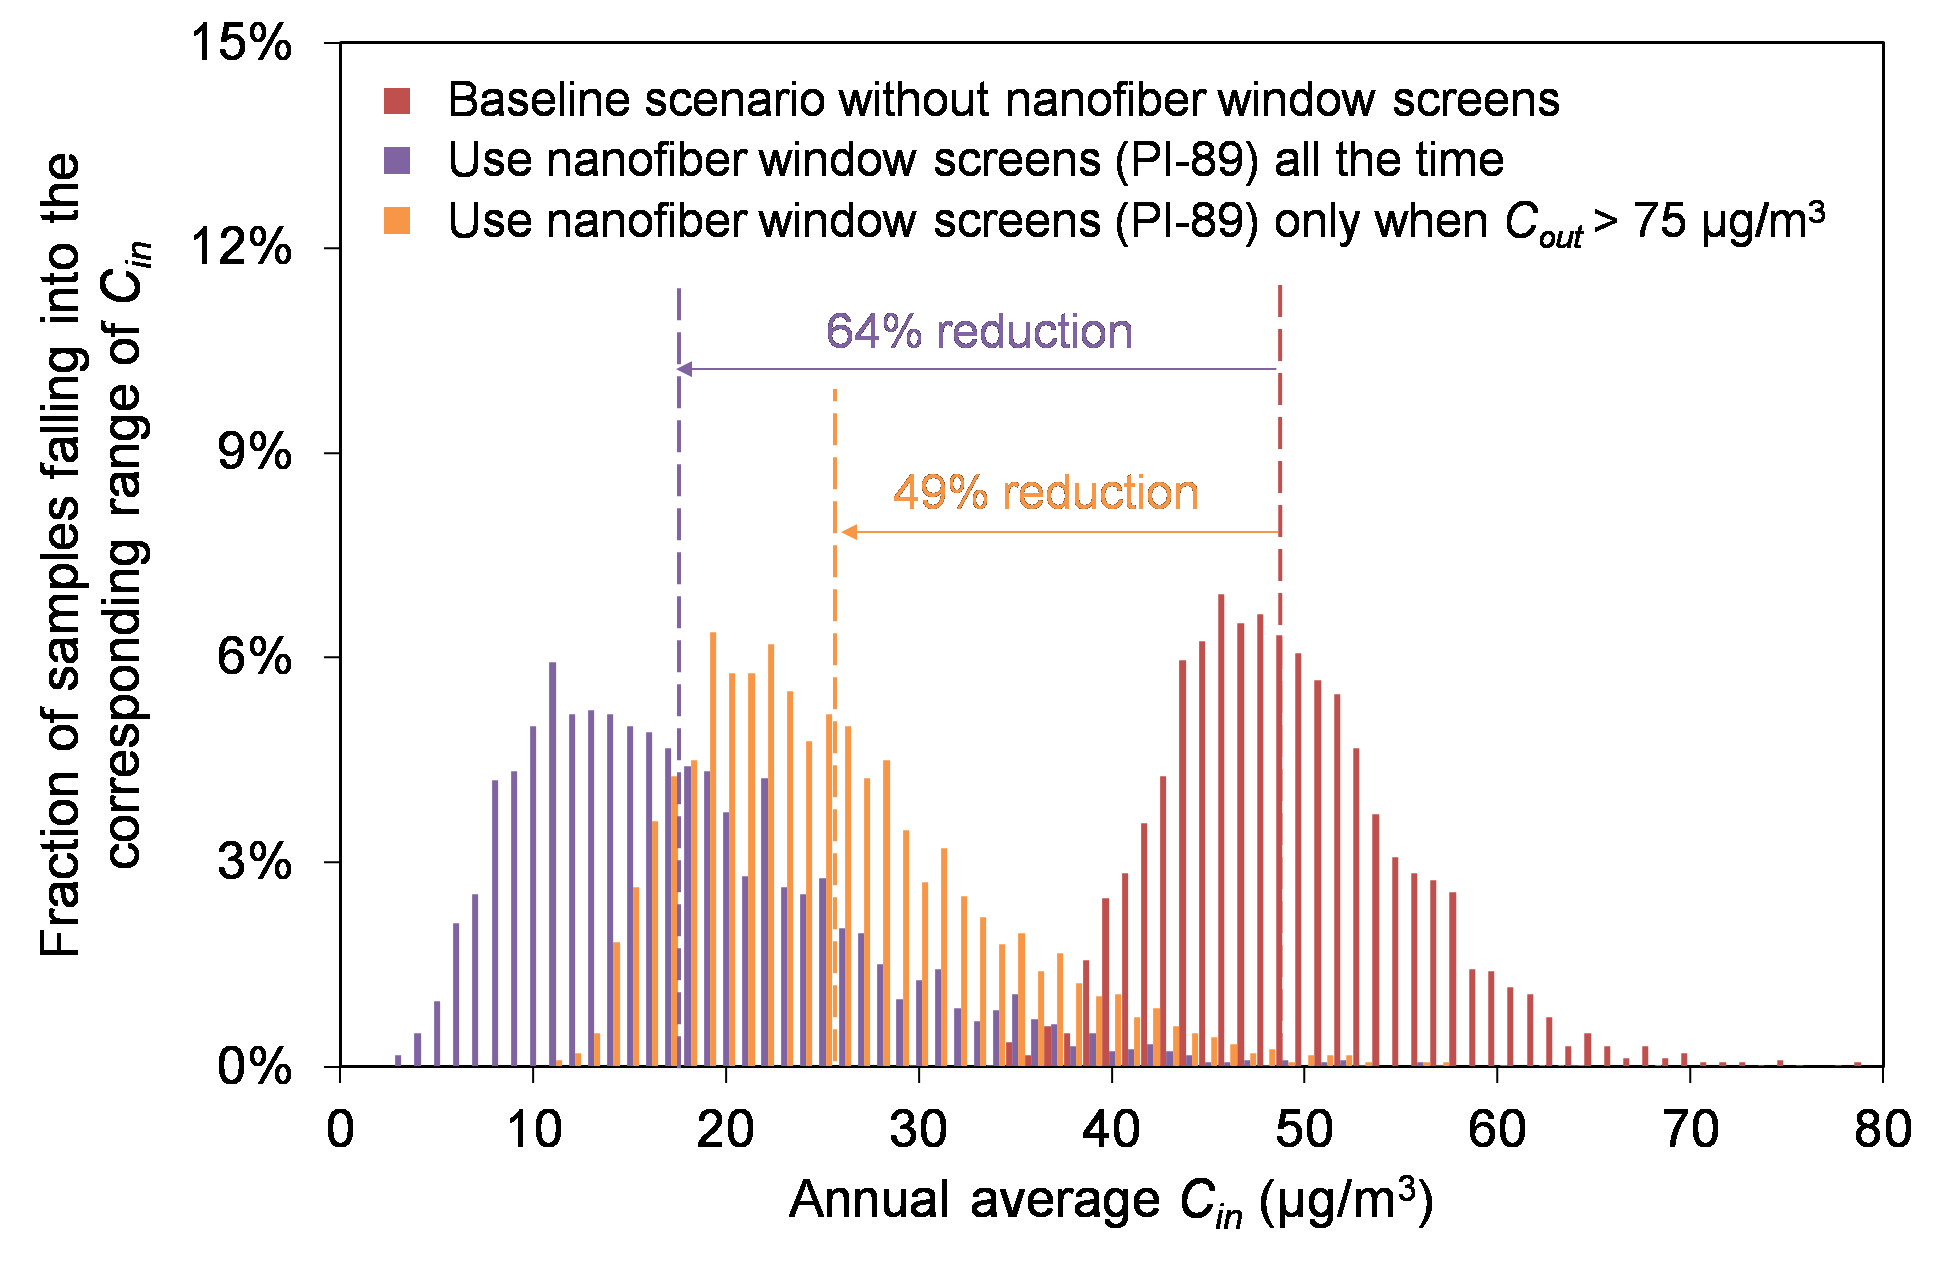 Fraction of samples falling into the
corresponding range of Cin
15%
12%
9%
6%
3%
0%
Baseline scenario without nanofiber window screens
Use nanofiber window screens (PI-89) all the time
Use nanofiber window screens (PI-89) only when Cout > 75 μg/m³
64% reduction
49% reduction
0 10 20 30 40 50 60 70 80
Annual average Cin (μg/m³)